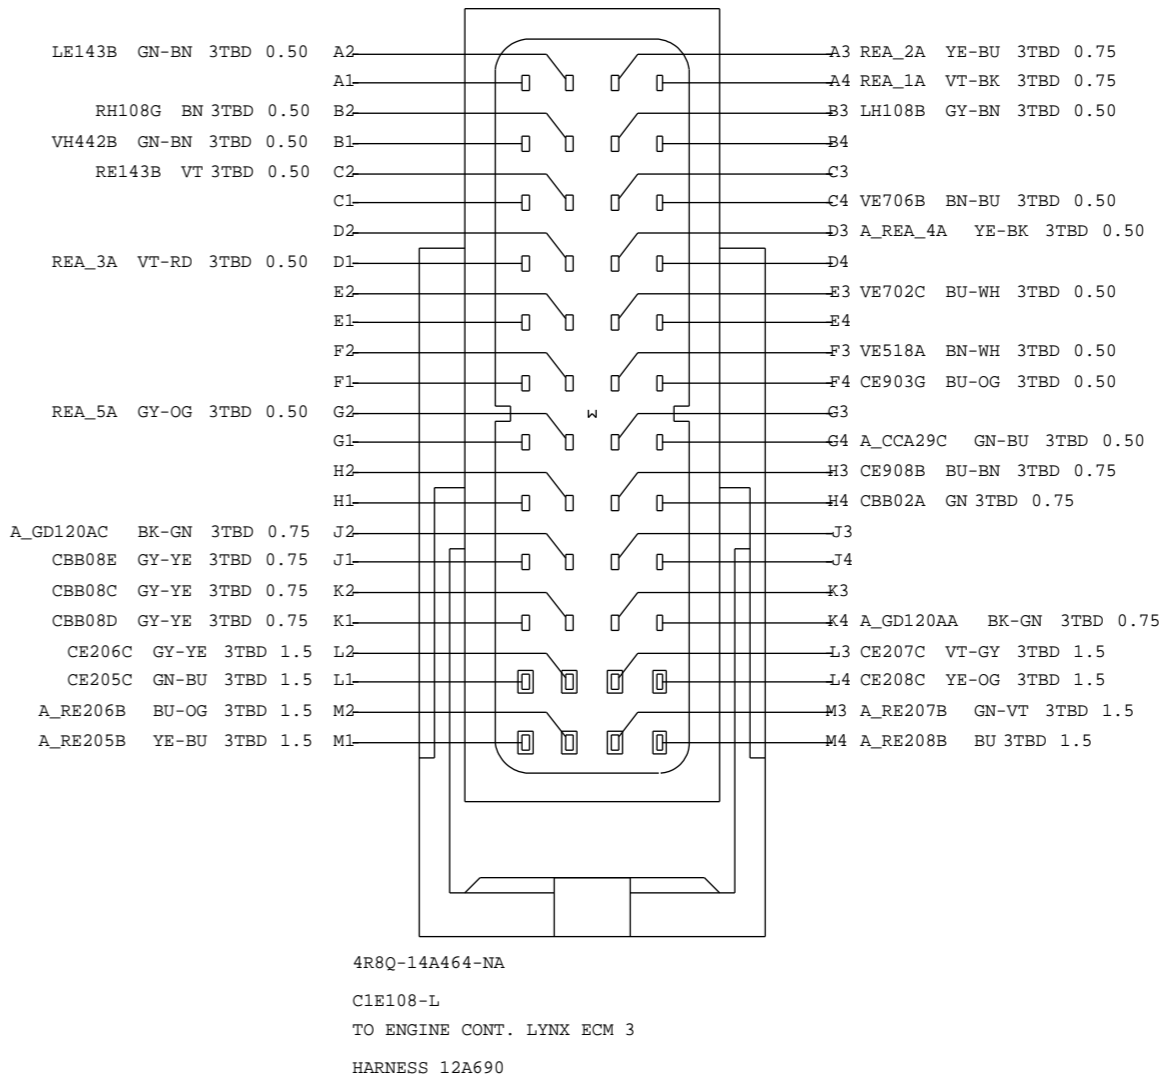 LE143B GN-BN 3TBD 0.50 A2 A3 REA_2A YE-BU 3TBD 0.75
A1 A4 REA_1A VT-BK 3TBD 0.75
RH108G BN 3TBD 0.50 B2 B3 LH108B GY-BN 3TBD 0.50
VH442B GN-BN 3TBD 0.50 B1 B4
RE143B VT 3TBD 0.50 C2 C3
C1 C4 VE706B BN-BU 3TBD 0.50
D2 D3 A_REA_4A YE-BK 3TBD 0.50
REA_3A VT-RD 3TBD 0.50 D1 D4
E2 E3 VE702C BU-WH 3TBD 0.50
E1 E4
F2 F3 VE518A BN-WH 3TBD 0.50
F1 F4 CE903G BU-OG 3TBD 0.50
REA_5A GY-OG 3TBD 0.50 G2 W G3
G1 G4 A_CCA29C GN-BU 3TBD 0.50
H2 H3 CE908B BU-BN 3TBD 0.75
H1 H4 CBB02A GN 3TBD 0.75
A_GD120AC BK-GN 3TBD 0.75 J2 J3
CBB08E GY-YE 3TBD 0.75 J1 J4
CBB08C GY-YE 3TBD 0.75 K2 K3
CBB08D GY-YE 3TBD 0.75 K1 K4 A_GD120AA BK-GN 3TBD 0.75
CE206C GY-YE 3TBD 1.5 L2 L3 CE207C VT-GY 3TBD 1.5
CE205C GN-BU 3TBD 1.5 L1 L4 CE208C YE-OG 3TBD 1.5
A_RE206B BU-OG 3TBD 1.5 M2 M3 A_RE207B GN-VT 3TBD 1.5
A_RE205B YE-BU 3TBD 1.5 M1 M4 A_RE208B BU 3TBD 1.5
4R8Q-14A464-NA
C1E108-L
TO ENGINE CONT. LYNX ECM 3
HARNESS 12A690